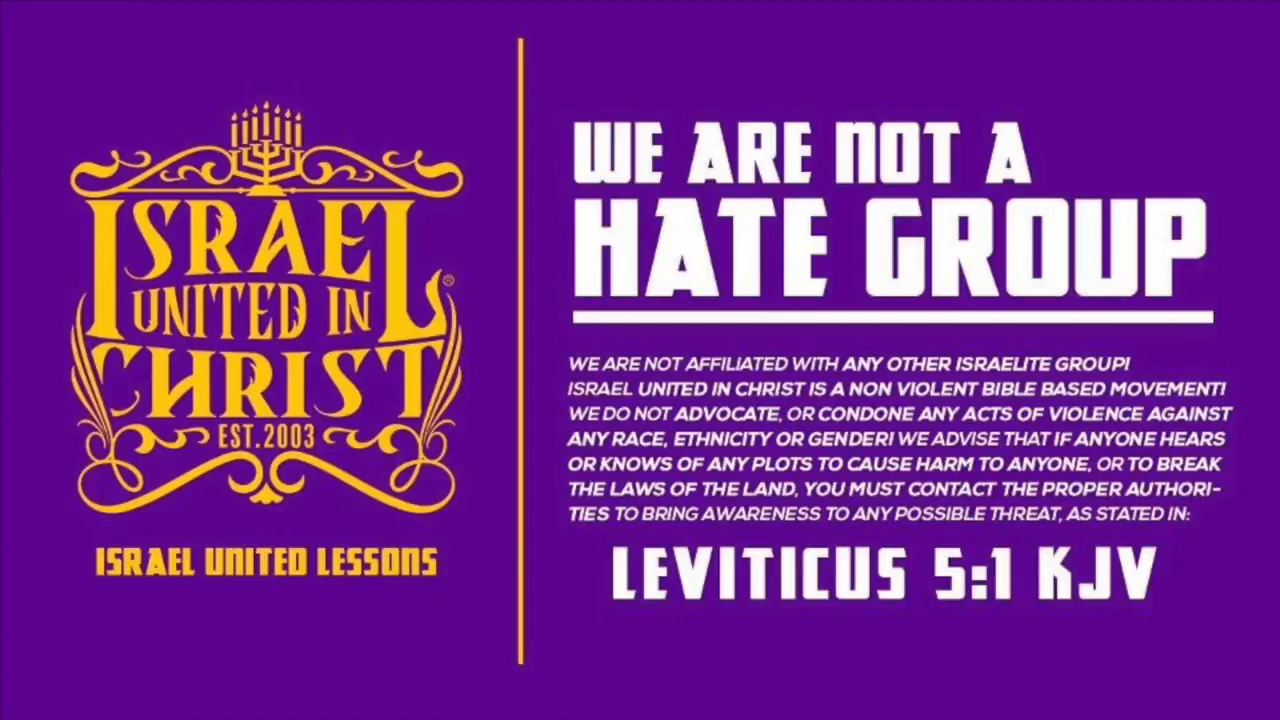 ISRAEL
UNITED IN
CHRIST
EST.2003
ISRAEL UNITED LESSONS
WE ARE NOT A
HATE GROUP
WE ARE NOT AFFILIATED WITH ANY OTHER ISRAELITE GROUP!
ISRAEL UNITED IN CHRIST IS A NON VIOLENT BIBLE BASED MOVEMENT!
WE DO NOT ADVOCATE, OR CONDONE ANY ACTS OF VIOLENCE AGAINST
ANY RACE, ETHNICITY OR GENDER! WE ADVISE THAT IF ANYONE HEARS
OR KNOWS OF ANY PLOTS TO CAUSE HARM TO ANYONE, OR TO BREAK
THE LAWS OF THE LAND, YOU MUST CONTACT THE PROPER AUTHORI-
TIES TO BRING AWARENESS TO ANY POSSIBLE THREAT, AS STATED IN:
LEVITICUS 5:1 KJV